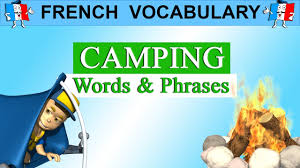 FRENCH VOCABULARY
CAMPING
Words & Phrases